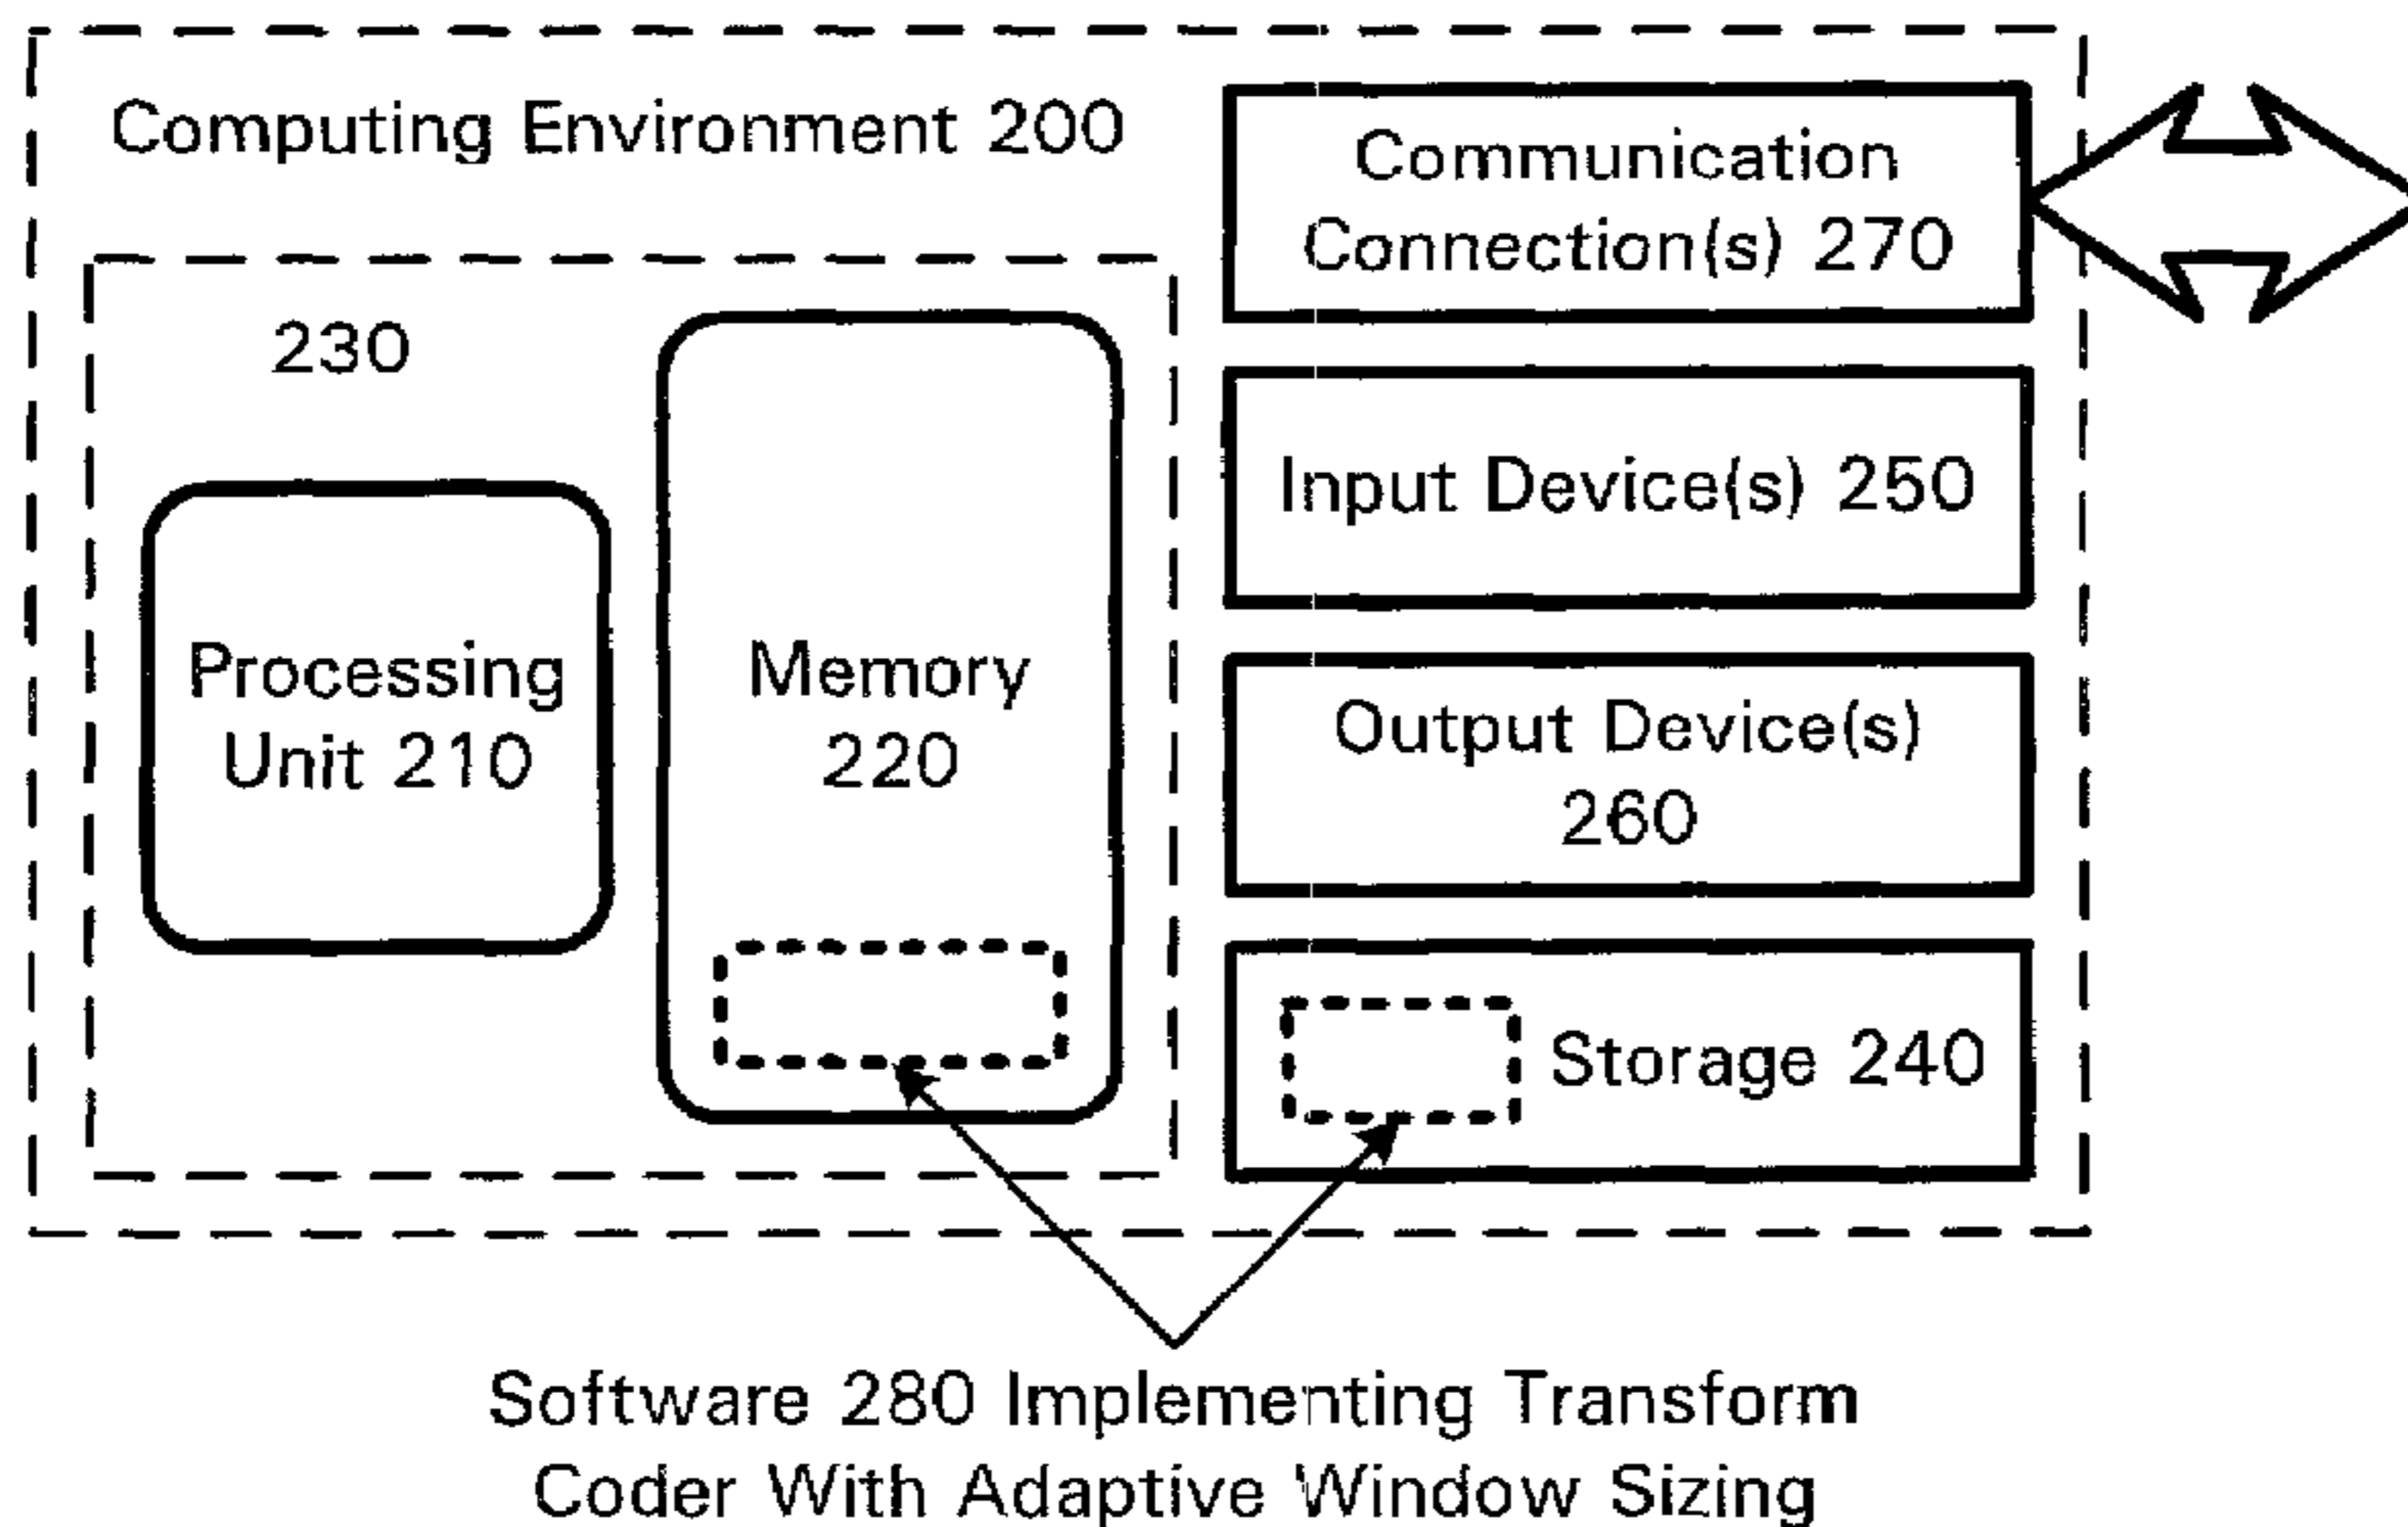 Computing Environment 200
230
Processing
Unit 210
Memory
220
Communication
Connection(s) 270
Input Device(s) 250
Output Device(s)
260
Storage 240
Software 280 Implementing Transform
Coder With Adaptive Window Sizing